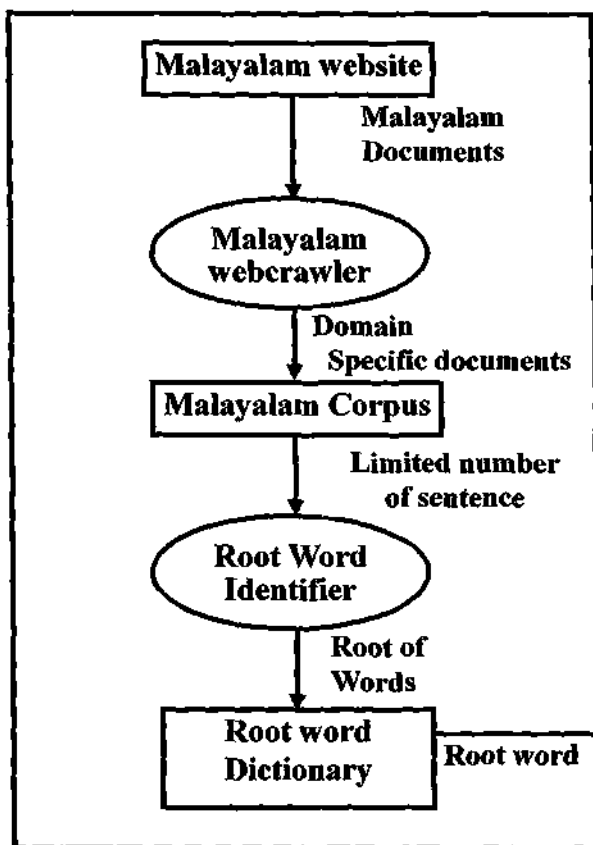 Malayalam website
Malayalam
Documents
Malayalam
webcrawler
Domain
Specific documents
Malayalam Corpus
Limited number
of sentence
Root Word
Identifier
Root of
Words
Root word
Dictionary
Root word